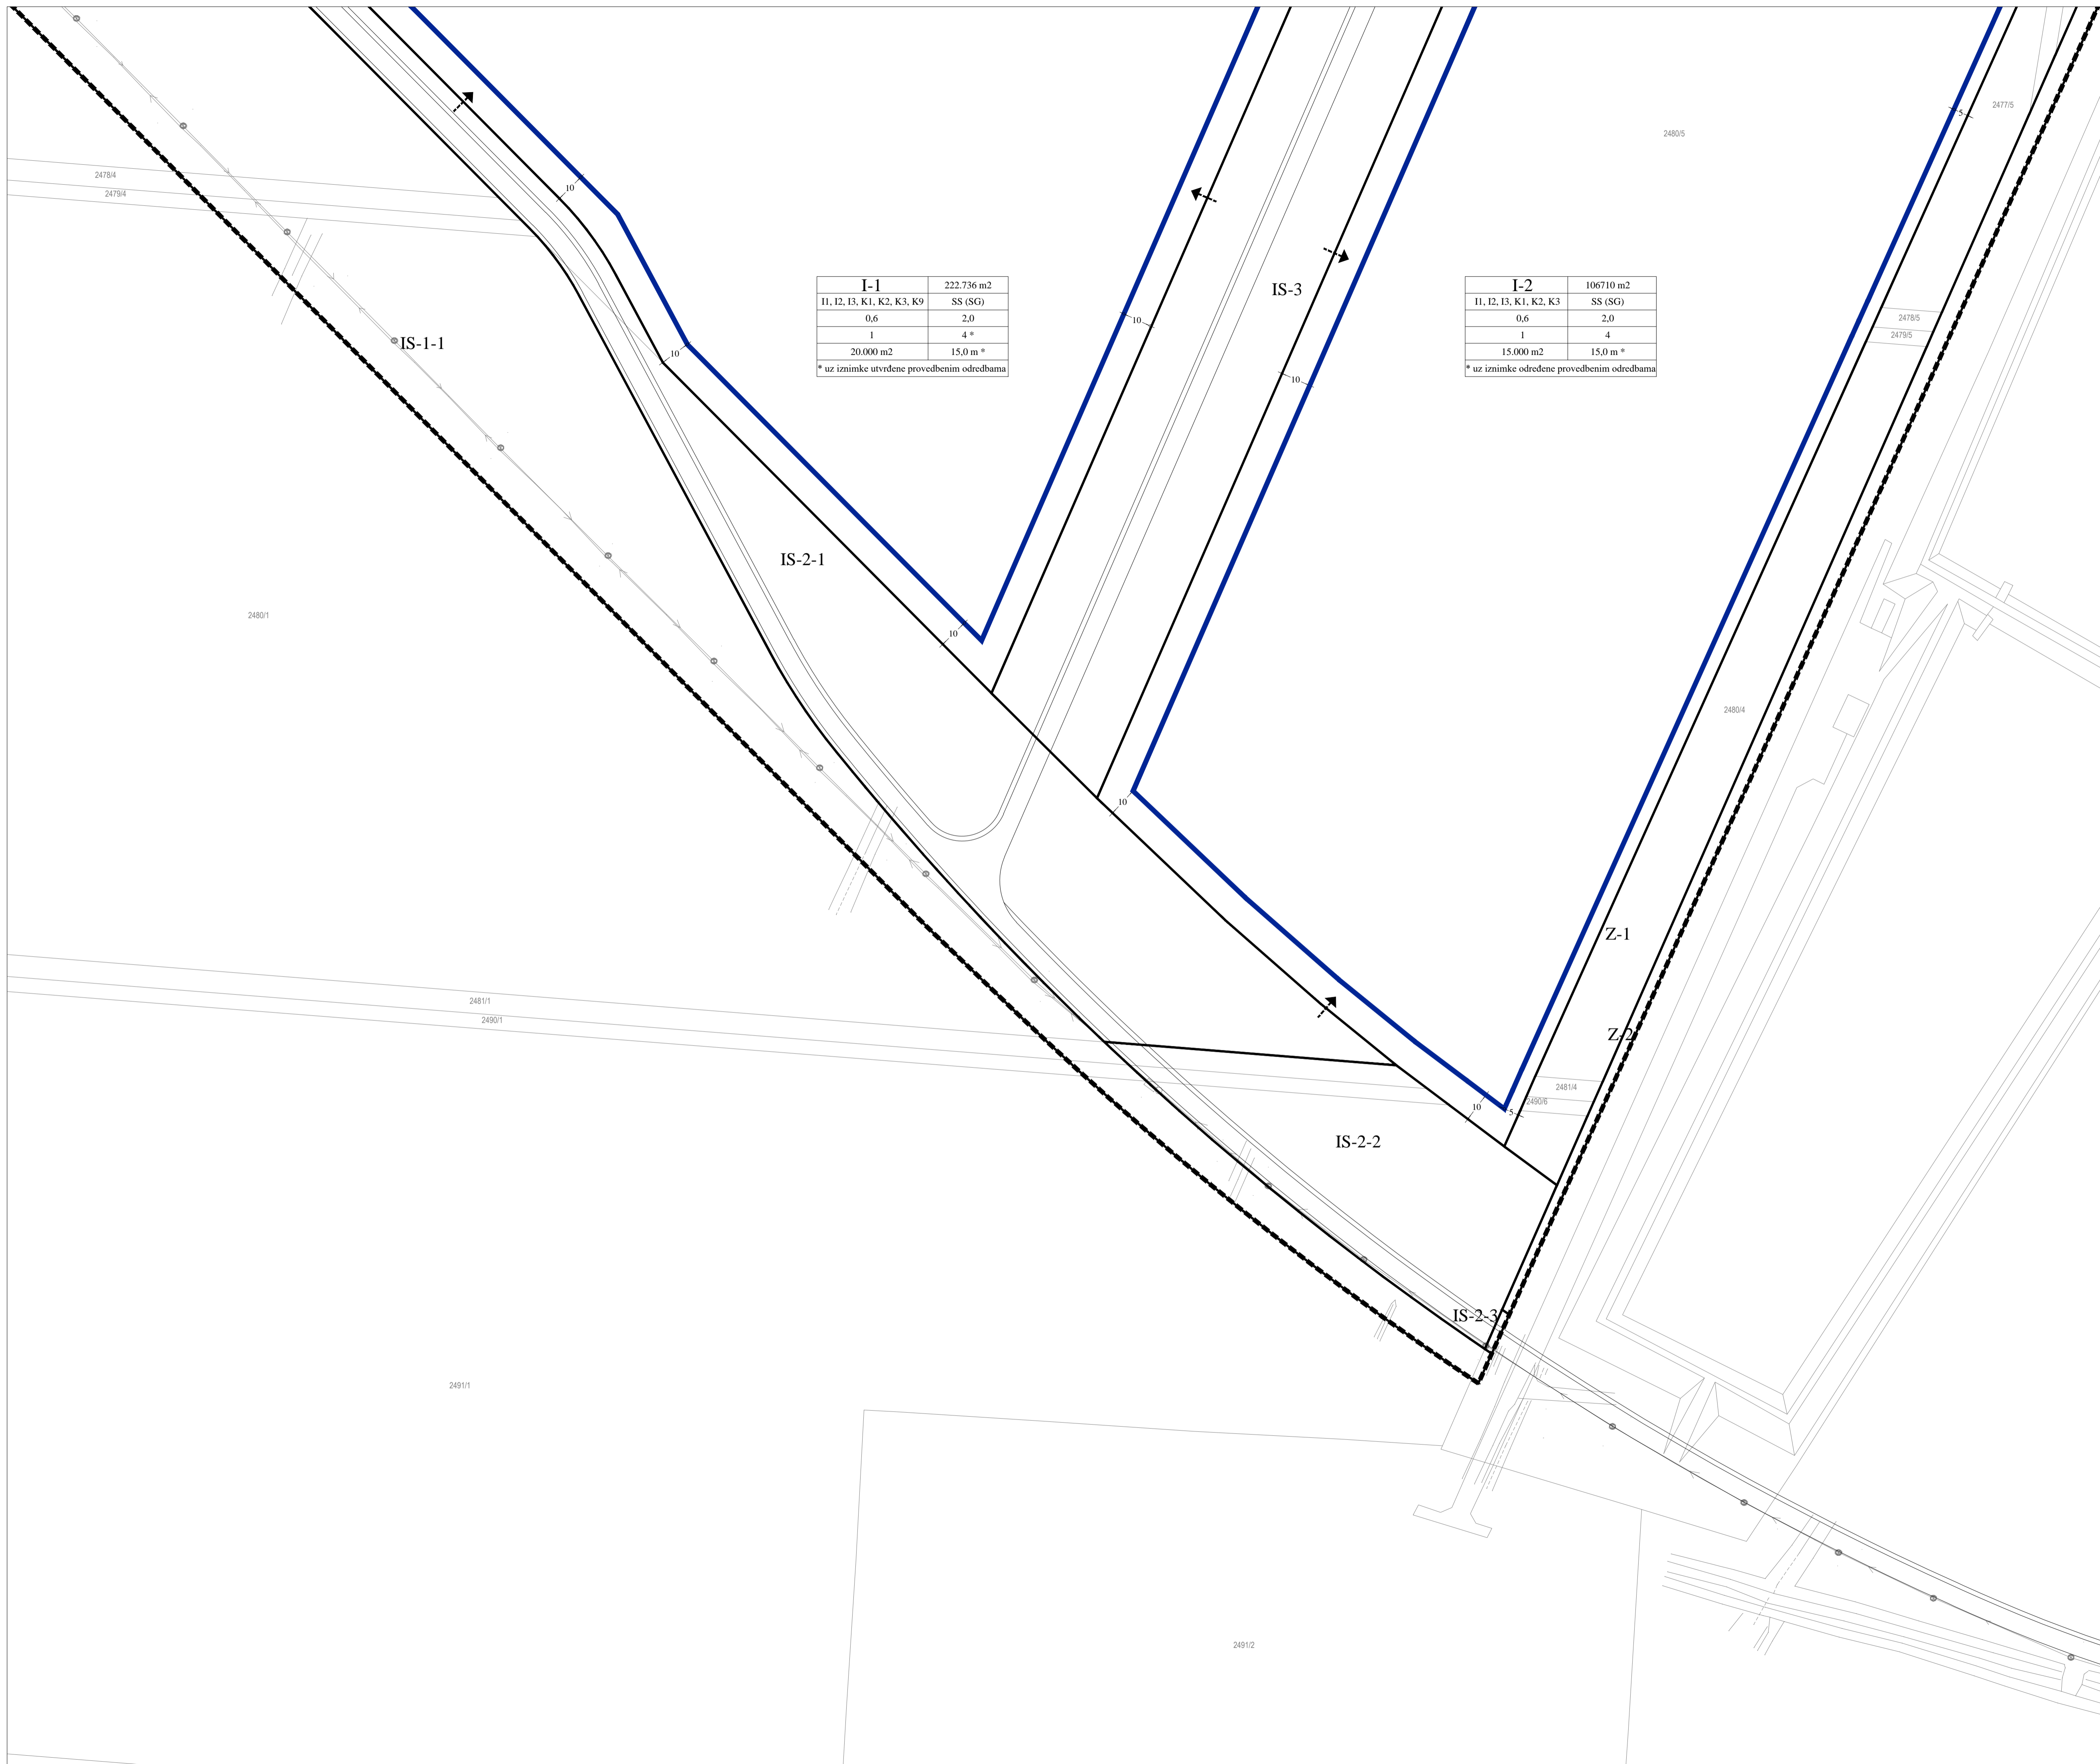 2477/5
5
2480/5
2478/4
10
2479/4
I-1 222.736 m2
I1, I2, I3, K1, K2, K3, K9 SS (SG)
0,6 2,0
1 4 *
20.000 m2 15,0 m *
* uz iznimke utvrđene provedbenim odredbama
IS-3
I-2 106710 m2
I1, I2, I3, K1, K2, K3 SS (SG)
0,6 2,0
1 4
15.000 m2 15,0 m *
* uz iznimke određene provedbenim odredbama
2478/5
2479/5
10
IS-1-1
10
10
IS-2-1
2480/1
10
2480/4
10
Z-1
2481/1
2490/1
Z-2
2481/4
2490/6
10
5
IS-2-2
IS-2-3
2491/1
2491/2